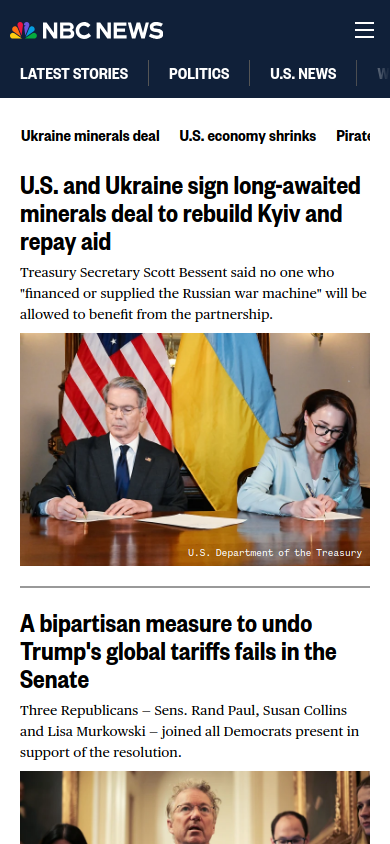 NBC NEWS
LATEST STORIES POLITICS U.S. NEWS
Ukraine minerals deal U.S. economy shrinks
U.S. and Ukraine sign long-awaited
minerals deal to rebuild Kyiv and
repay aid
Treasury Secretary Scott Bessent said no one who
"financed or supplied the Russian war machine" will be
allowed to benefit from the partnership.
U.S. Department of the Treasury
A bipartisan measure to undo
Trump's global tariffs fails in the
Senate
Three Republicans — Sens. Rand Paul, Susan Collins
and Lisa Murkowski — joined all Democrats present in
support of the resolution.